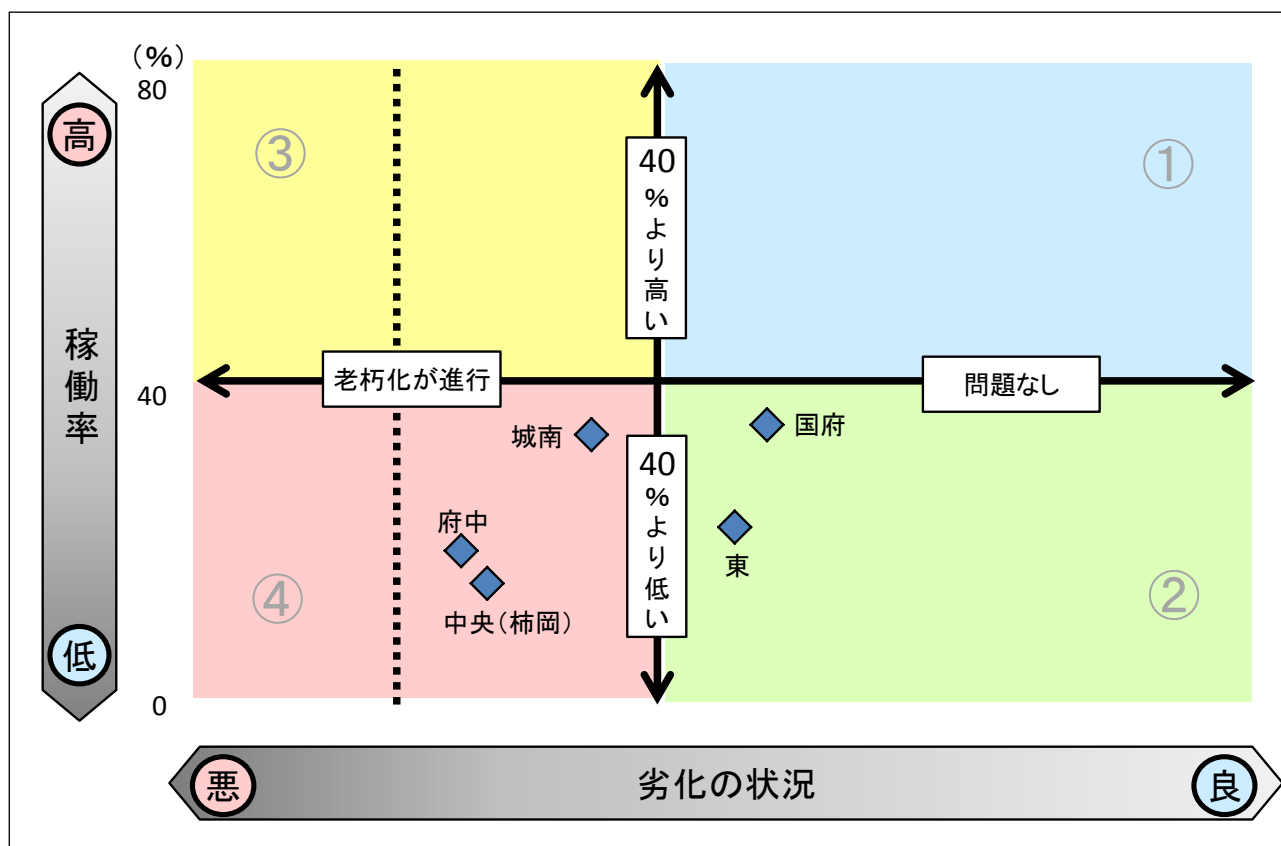 （%）
80
高
③
①
40
%
よ
り
高
い
稼
働
率
老朽化が進行
問題なし
40
城南
国府
40
%
よ
り
低
い
府中
東
中央（柿岡）
④
②
低
0
悪
劣化の状況
良